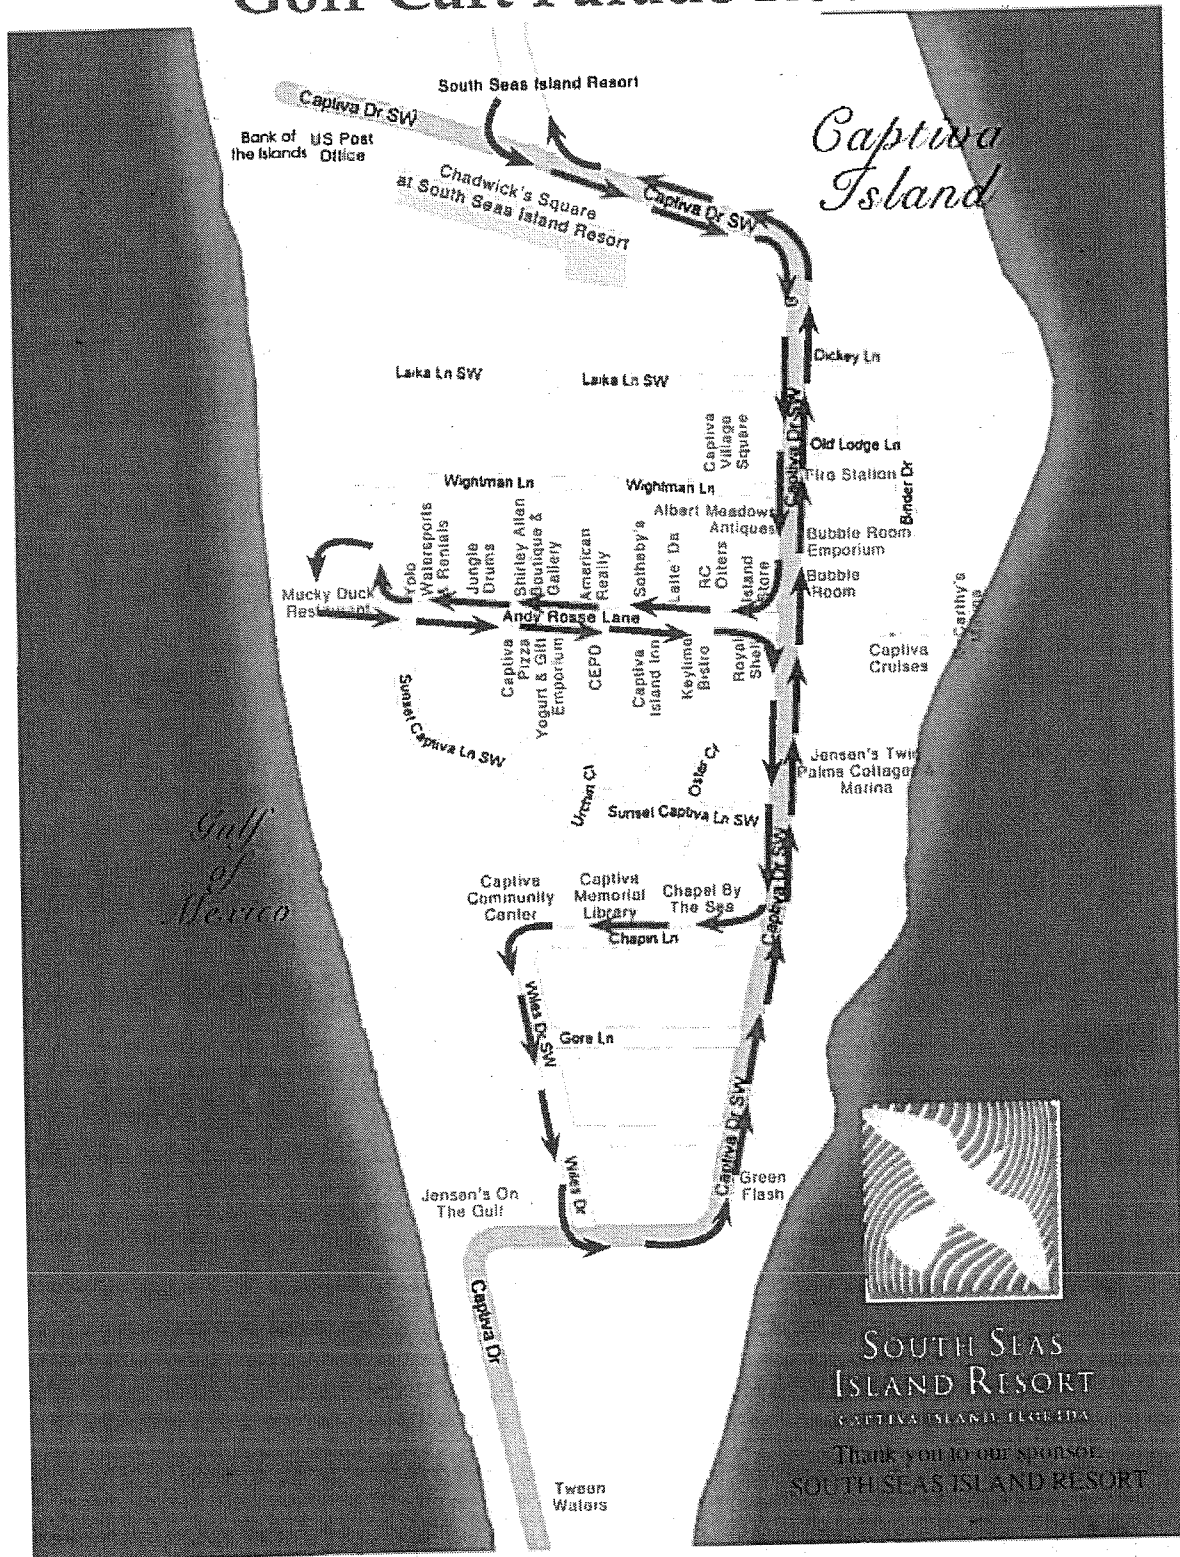 Golf Cart Parade
South Seas Island Resort
Captiva Dr SW
Bank of
the Islands
US Post
Office
Chadwick's Square
at South Seas Island Resort
Captiva Dr SW
Captiva
Island
Dickey Ln
Laika Ln SW
Laika Ln SW
Captiva
Village
Square
Captiva Dr SW
Old Lodge Ln
Fire Station
Binder Dr
Wightman Ln
Wightman Ln
Albert Meadows
Antiques
Bubble Room
Emporium
Bubble
Room
Yolo
Watersports
& Rentals
Jungle
Drums
Shirley Allan
Boutique &
Gallery
American
Realty
Sotheby's
Latte' Da
RC
Otters
Island
Store
Mucky Duck
Restaurant
Andy Rosse Lane
Captiva
Pizza
Yogurt & Gift
Emporium
CEPD
Captiva
Island Inn
Keylime
Bistro
Royal
Shell
Captiva
Cruises
McCarthy's
Sunset Captiva Ln SW
Jensen's Twin
Palms Cottages &
Marina
Urchin Ct
Oster Ct
Sunset Captiva Ln SW
Gulf
of
Mexico
Captiva
Community
Center
Captiva
Memorial
Library
Chapel By
The Sea
Captiva Dr SW
Chapin Ln
Wiles Dr SW
Gore Ln
Captiva Dr SW
Wiles Dr
Green
Flash
Jensen's On
The Gulf
Captiva Dr
Tween
Waters
SOUTH SEAS
ISLAND RESORT
CAPTIVA ISLAND, FLORIDA
Thank you to our sponsor,
SOUTH SEAS ISLAND RESORT